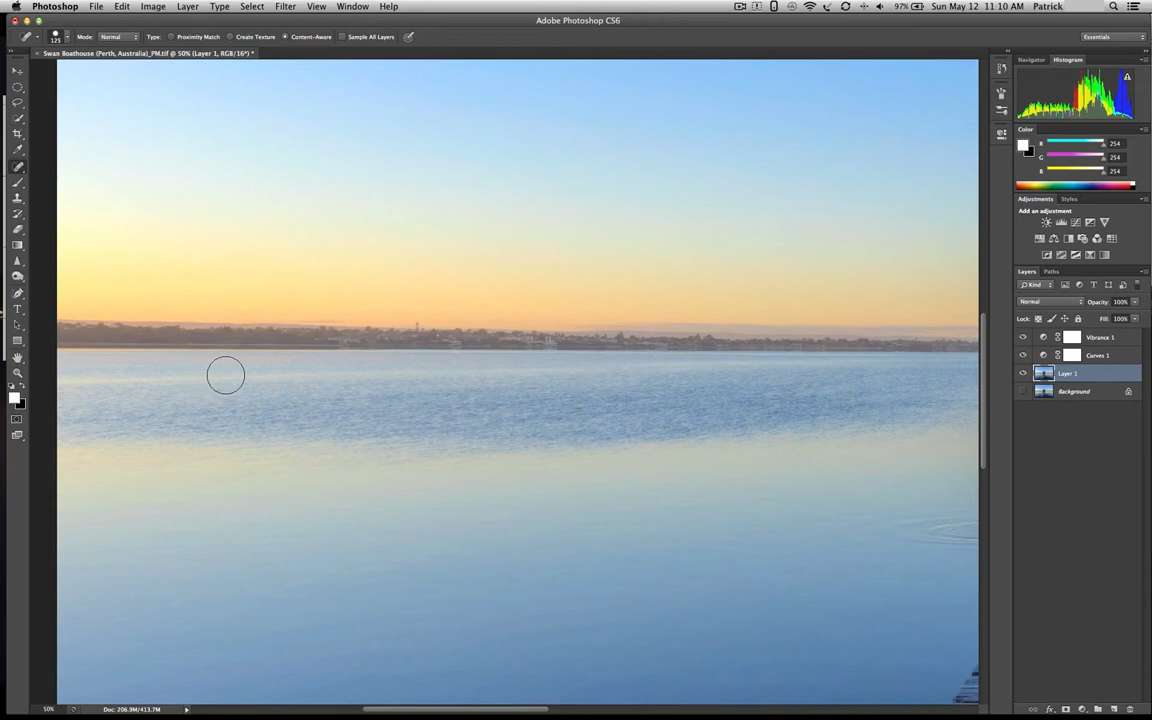 Photoshop File Edit Image Layer Type Select Filter View Window Help 97% Sun May 12 11:10 AM Patrick
Adobe Photoshop CS6
125 Mode: Normal Type: Proximity Match Create Texture Content-Aware Sample All Layers Essentials
Swan Boathouse (Perth, Australia)_PM.tif @ 50% (Layer 1, RGB/16*) *
Navigator Histogram
Color
R 254
G 254
B 254
Adjustments Styles
Add an adjustment
Layers Paths
Kind
Normal Opacity: 100%
Lock: Fill: 100%
Vibrance 1
Curves 1
Layer 1
Background
50% Doc: 206.9M/413.7M